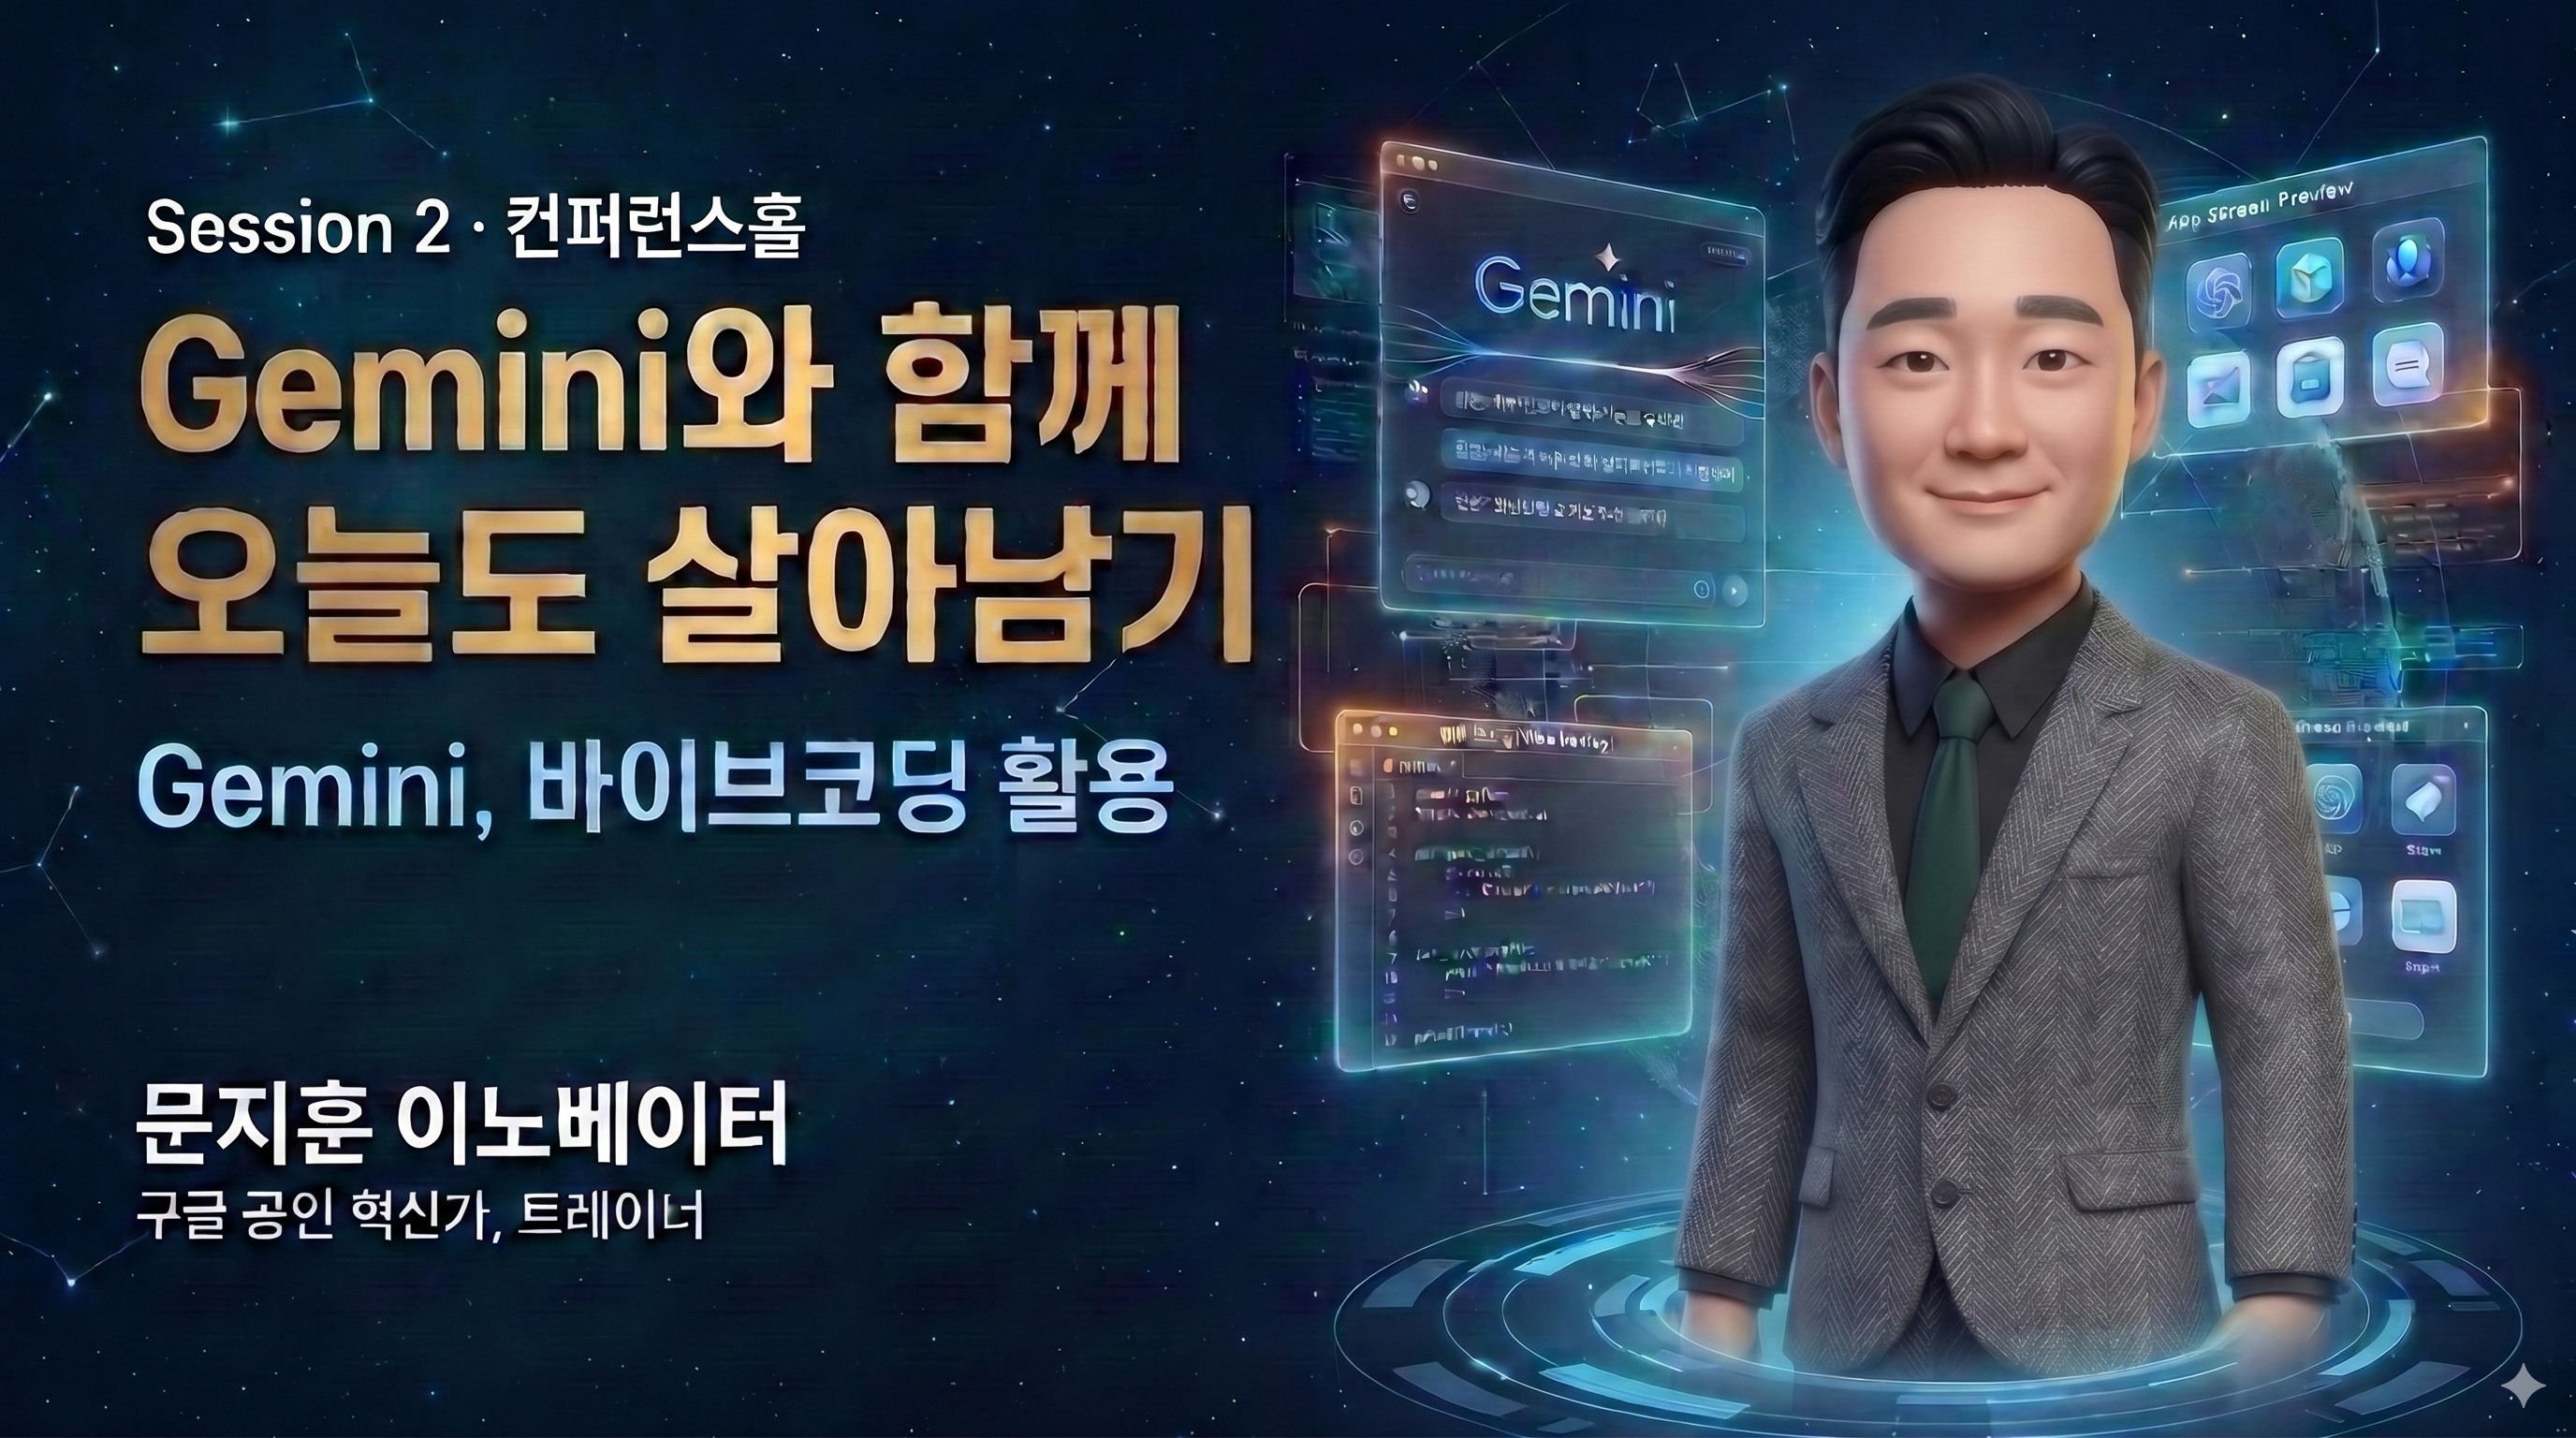 Session 2 · 컨퍼런스홀
Gemini와 함께
오늘도 살아남기
Gemini, 바이브코딩 활용
문지훈 이노베이터
구글 공인 혁신가, 트레이너
Gemini
App Screen Preview